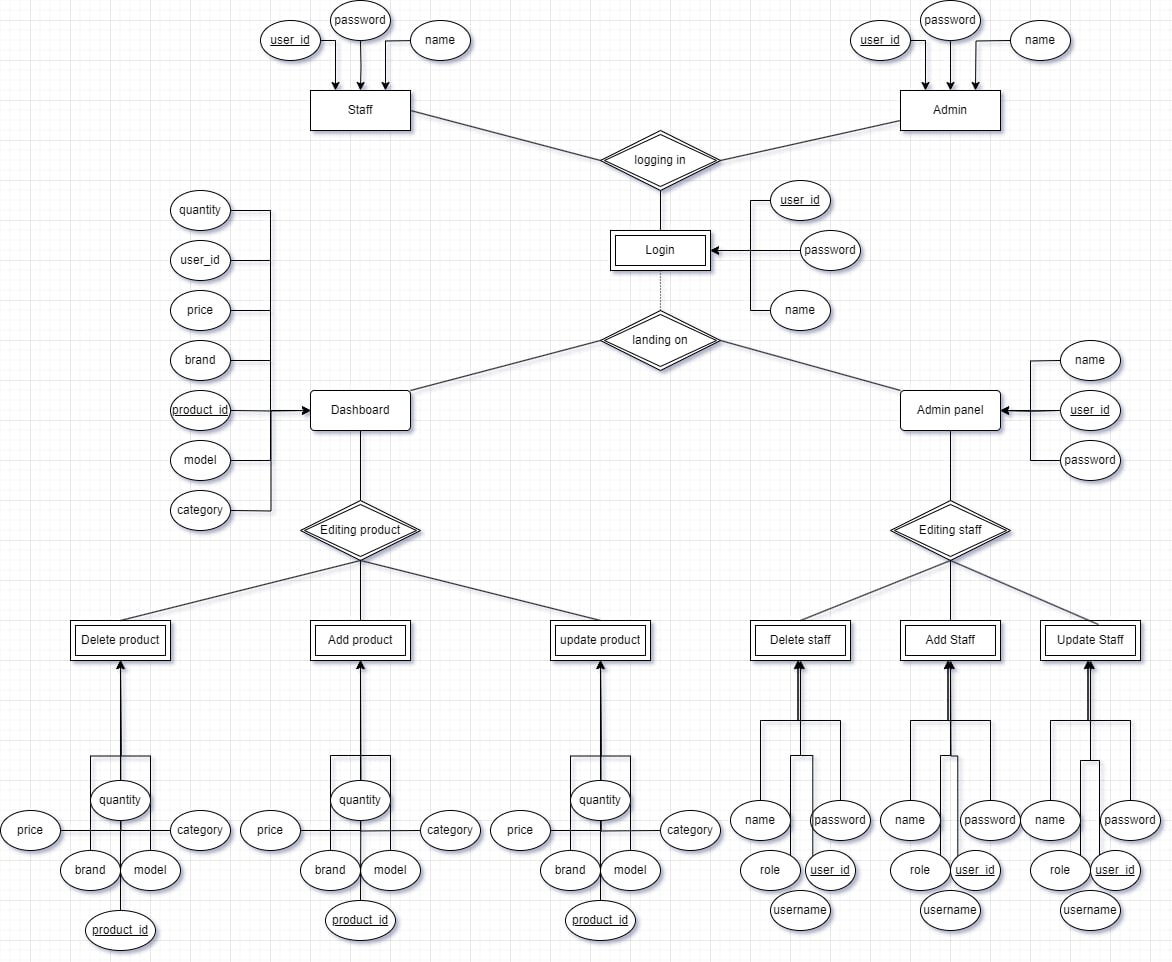 password
password
user_id
name
user_id
name
Staff
Admin
logging in
user_id
quantity
Login
password
user_id
price
name
landing on
brand
name
product_id
Dashboard
Admin panel
user_id
model
password
category
Editing product
Editing staff
Delete product
Add product
update product
Delete staff
Add Staff
Update Staff
quantity
quantity
quantity
name
password
name
password
name
password
price
category
price
category
price
category
brand
model
brand
model
brand
model
role
user_id
role
user_id
role
user_id
username
username
username
product_id
product_id
product_id